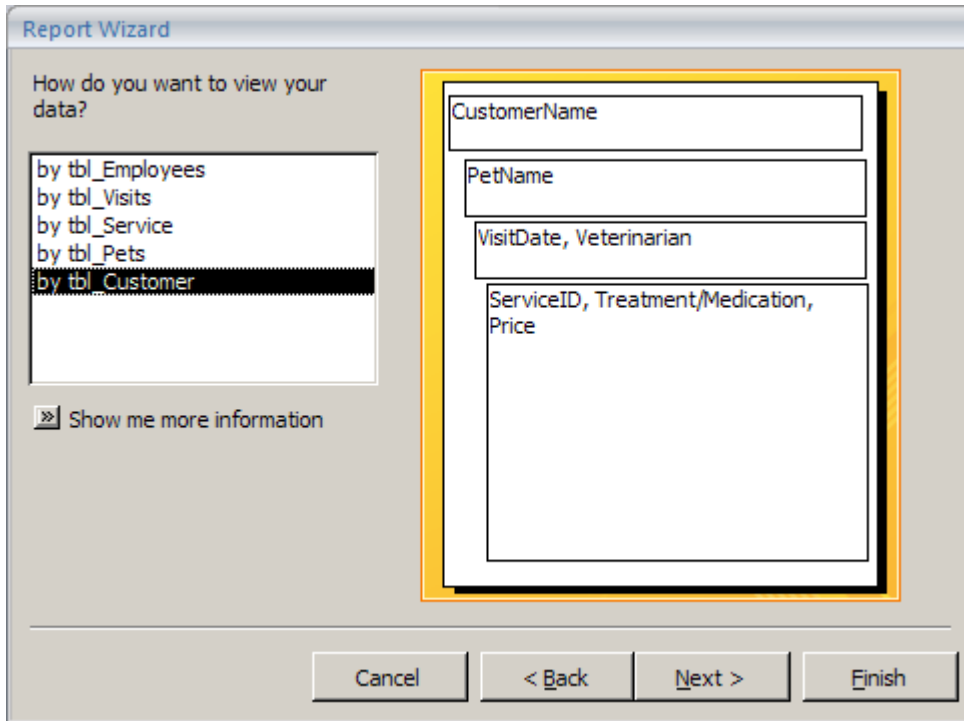 Report Wizard
How do you want to view your
data?
by tbl_Employees
by tbl_Visits
by tbl_Service
by tbl_Pets
by tbl_Customer
Show me more information
CustomerName
PetName
VisitDate, Veterinarian
ServiceID, Treatment/Medication,
Price
Cancel
< Back
Next >
Finish